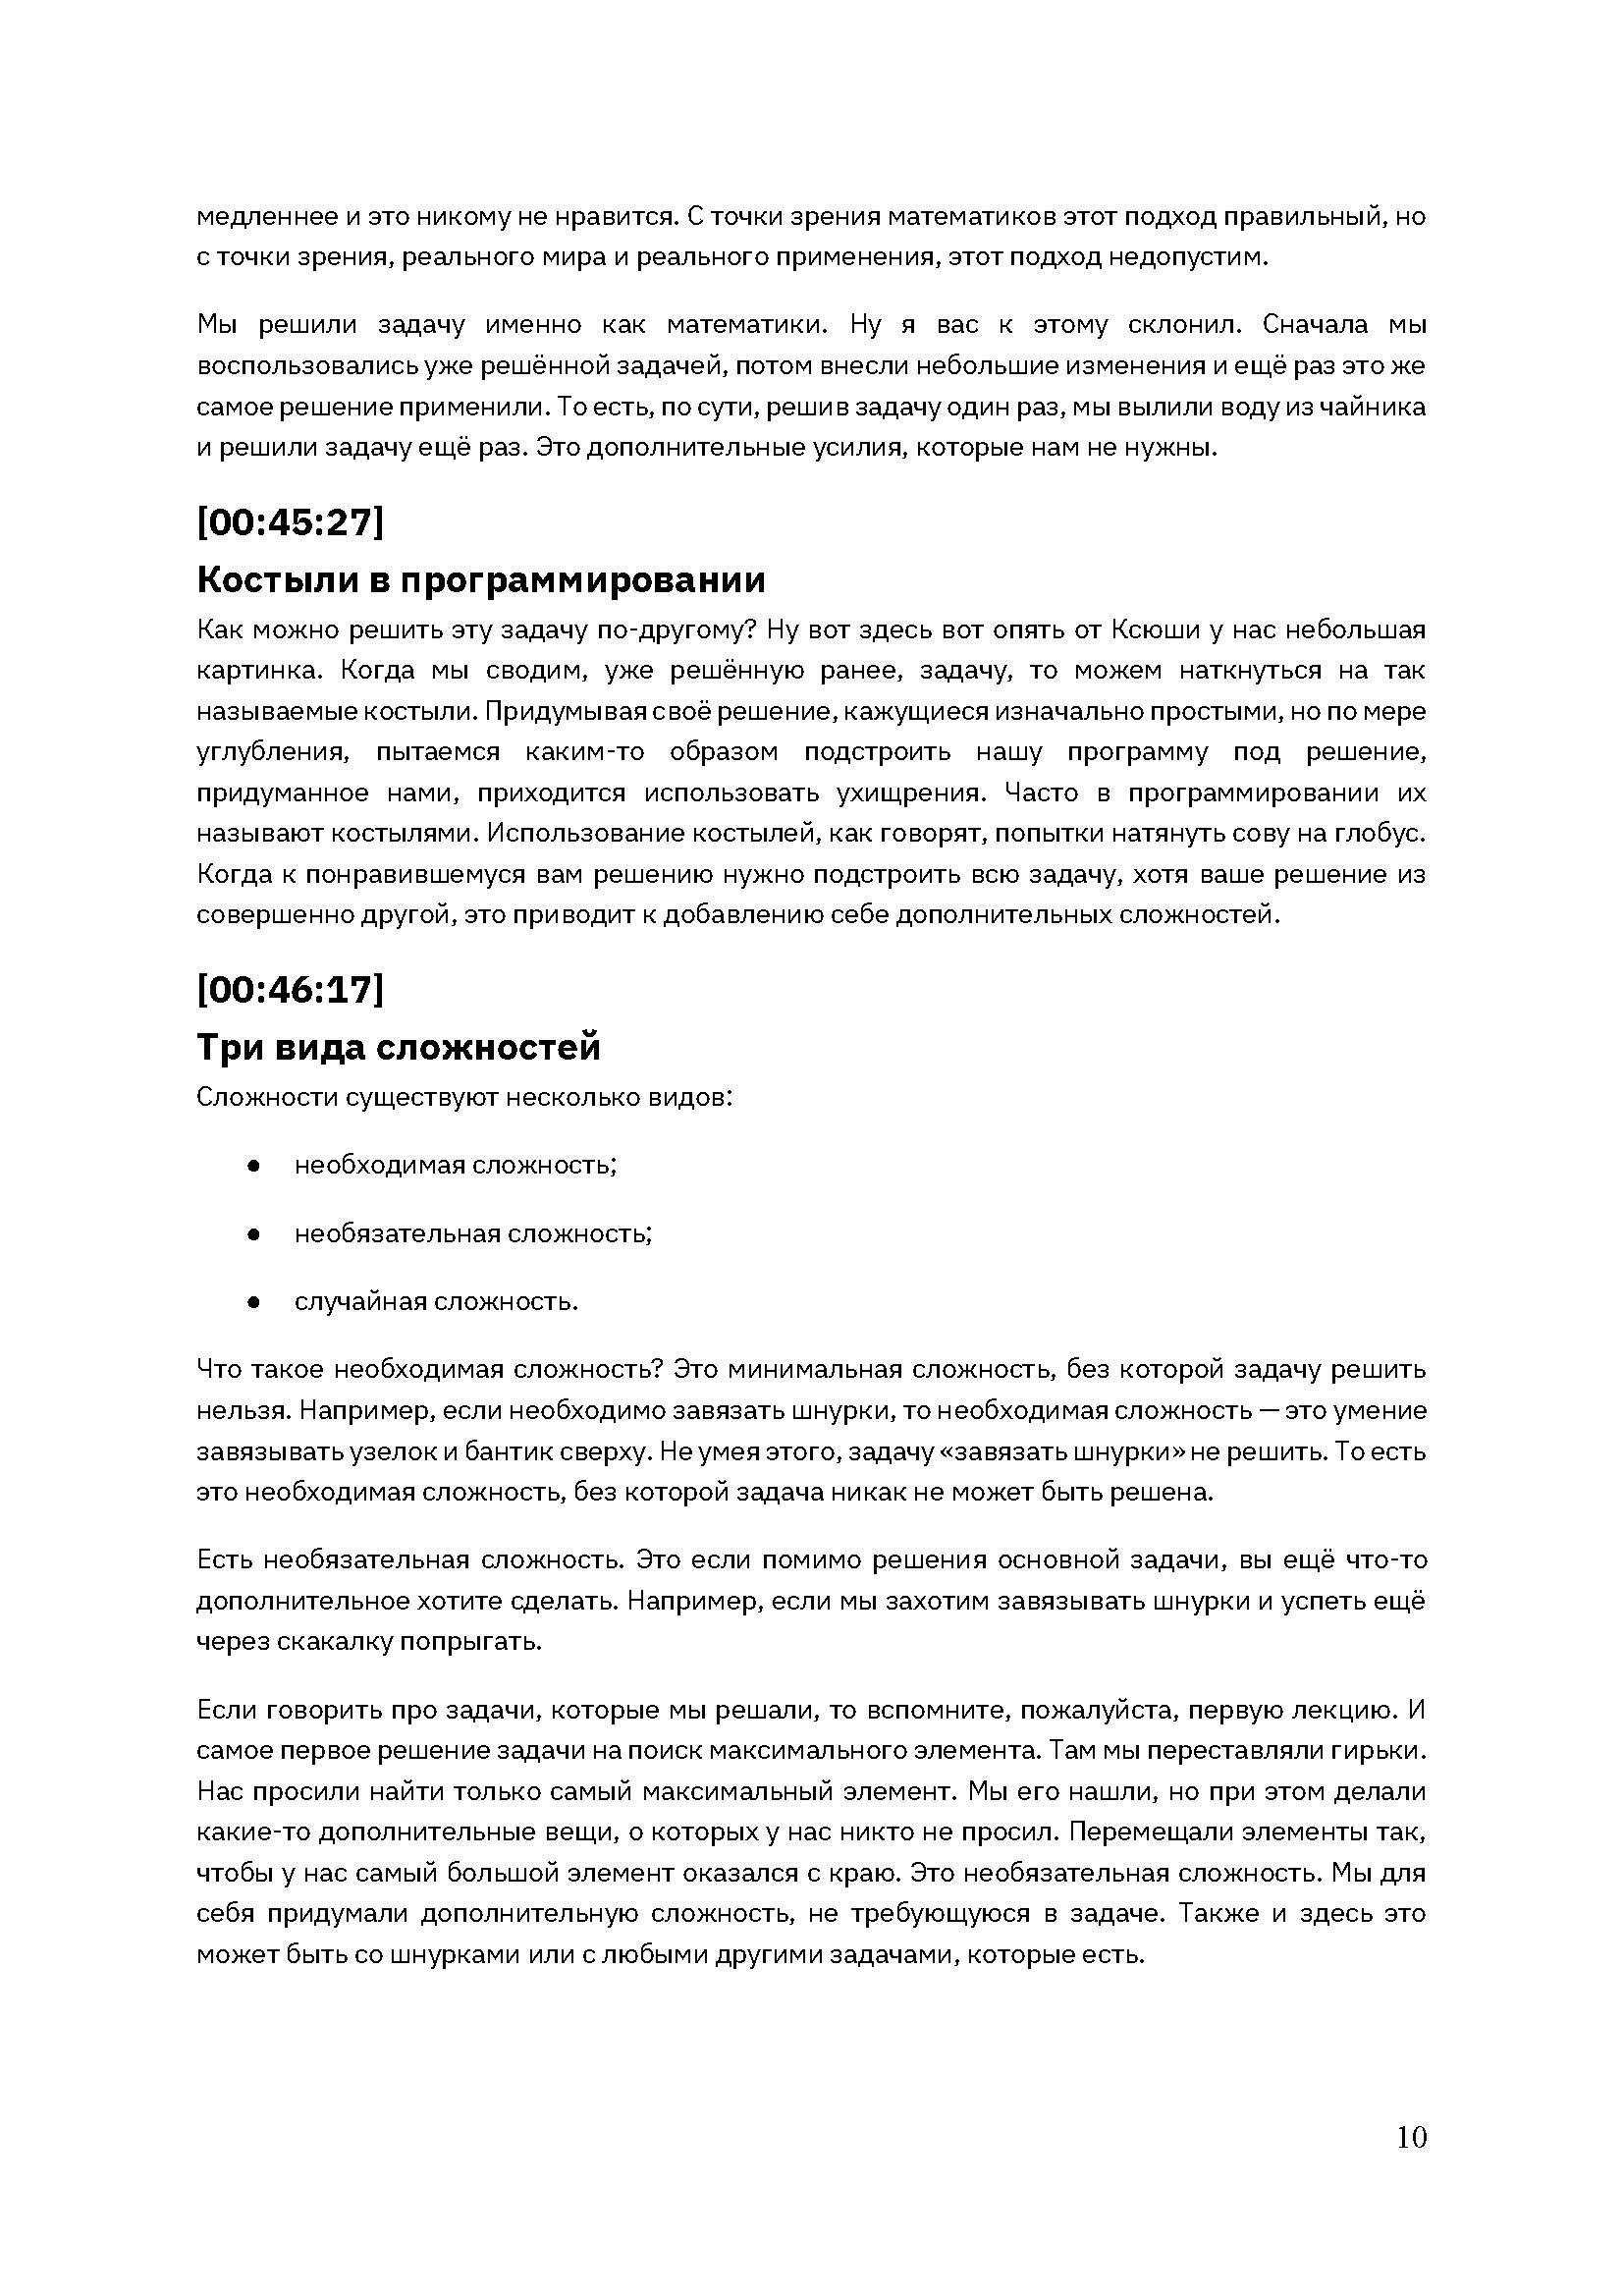 медленнее и это никому не нравится. С точки зрения математиков этот подход правильный, но
с точки зрения, реального мира и реального применения, этот подход недопустим.
Мы решили задачу именно как математики. Ну я вас к этому склонил. Сначала мы
воспользовались уже решённой задачей, потом внесли небольшие изменения и ещё раз это же
самое решение применили. То есть, по сути, решив задачу один раз, мы вылили воду из чайника
и решили задачу ещё раз. Это дополнительные усилия, которые нам не нужны.
[00:45:27]
Костыли в программировании
Как можно решить эту задачу по-другому? Ну вот здесь вот опять от Ксюши у нас небольшая
картинка. Когда мы сводим, уже решённую ранее, задачу, то можем наткнуться на так
называемые костыли. Придумывая своё решение, кажущиеся изначально простыми, но по мере
углубления, пытаемся каким-то образом подстроить нашу программу под решение,
придуманное нами, приходится использовать ухищрения. Часто в программировании их
называют костылями. Использование костылей, как говорят, попытки натянуть сову на глобус.
Когда к понравившемуся вам решению нужно подстроить всю задачу, хотя ваше решение из
совершенно другой, это приводит к добавлению себе дополнительных сложностей.
[00:46:17]
Три вида сложностей
Сложности существуют несколько видов:
● необходимая сложность;
● необязательная сложность;
● случайная сложность.
Что такое необходимая сложность? Это минимальная сложность, без которой задачу решить
нельзя. Например, если необходимо завязать шнурки, то необходимая сложность — это умение
завязывать узелок и бантик сверху. Не умея этого, задачу «завязать шнурки» не решить. То есть
это необходимая сложность, без которой задача никак не может быть решена.
Есть необязательная сложность. Это если помимо решения основной задачи, вы ещё что-то
дополнительное хотите сделать. Например, если мы захотим завязывать шнурки и успеть ещё
через скакалку попрыгать.
Если говорить про задачи, которые мы решали, то вспомните, пожалуйста, первую лекцию. И
самое первое решение задачи на поиск максимального элемента. Там мы переставляли гирьки.
Нас просили найти только самый максимальный элемент. Мы его нашли, но при этом делали
какие-то дополнительные вещи, о которых у нас никто не просил. Перемещали элементы так,
чтобы у нас самый большой элемент оказался с краю. Это необязательная сложность. Мы для
себя придумали дополнительную сложность, не требующуюся в задаче. Также и здесь это
может быть со шнурками или с любыми другими задачами, которые есть.
10